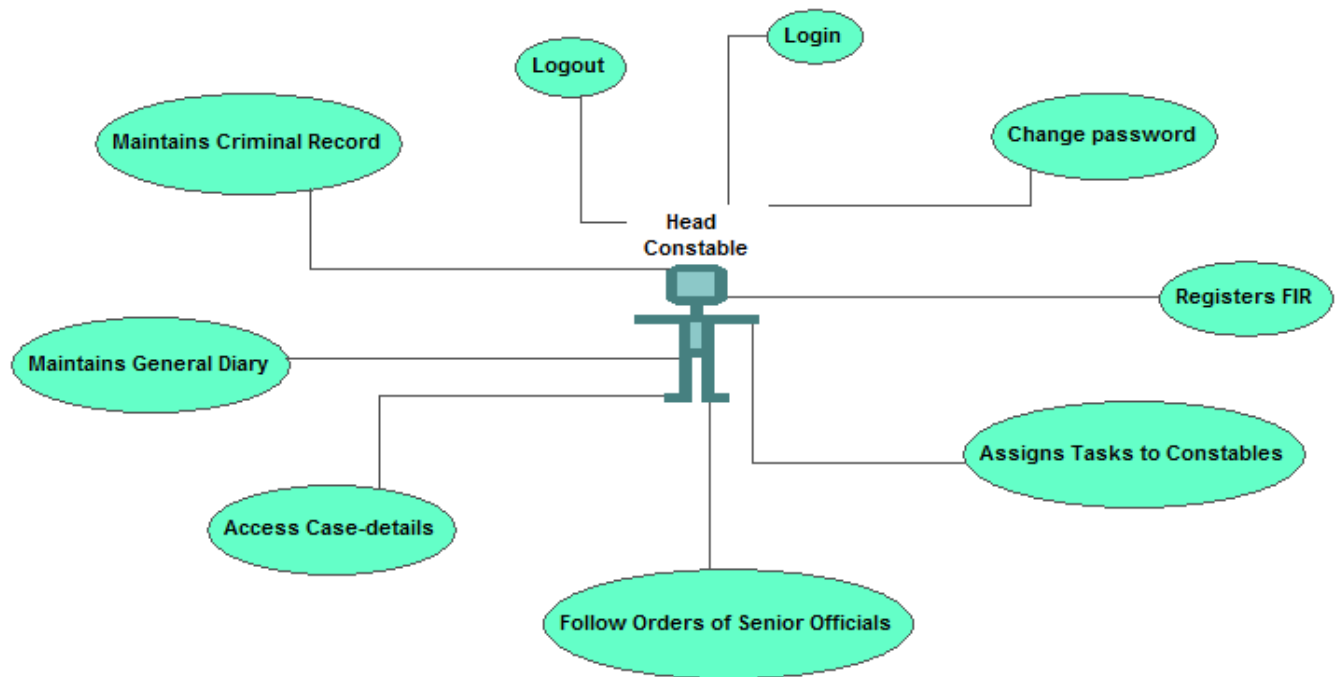 Login
Logout
Change password
Maintains Criminal Record
Head
Constable
Registers FIR
Maintains General Diary
Assigns Tasks to Constables
Access Case-details
Follow Orders of Senior Officials